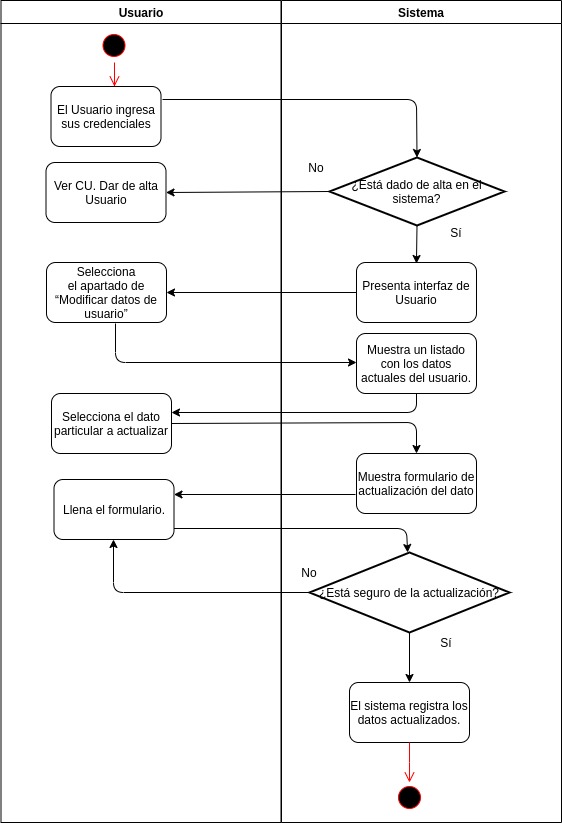 Usuario
Sistema
El Usuario ingresa
sus credenciales
No
¿Está dado de alta en el
sistema?
Ver CU. Dar de alta
Usuario
Sí
Selecciona
el apartado de
“Modificar datos de
usuario”
Presenta interfaz de
Usuario
Muestra un listado
con los datos
actuales del usuario.
Selecciona el dato
particular a actualizar
Muestra formulario de
actualización del dato
Llena el formulario.
No
¿Está seguro de la actualización?
Sí
El sistema registra los
datos actualizados.